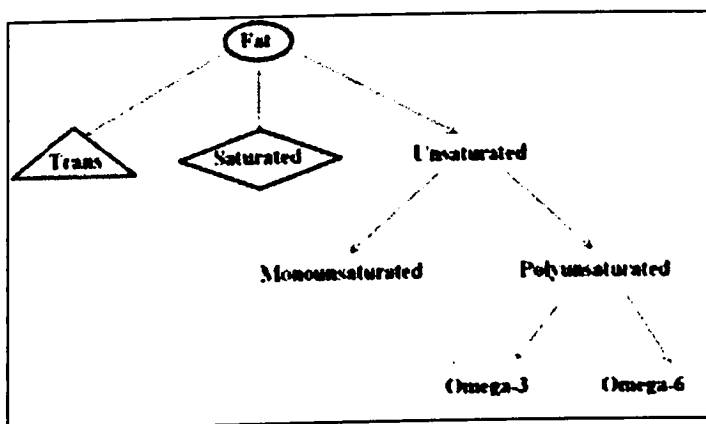 Fat
Trans
Saturated
Unsaturated
Monounsaturated
Polyunsaturated
Omega-3
Omega-6